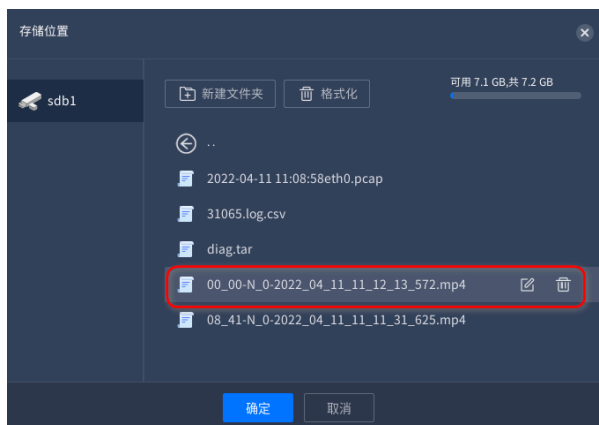 存储位置
sdb1
新建文件夹
格式化
可用 7.1 GB,共 7.2 GB
..
2022-04-11 11:08:58eth0.pcap
31065.log.csv
diag.tar
00_00-N_0-2022_04_11_11_12_13_572.mp4
08_41-N_0-2022_04_11_11_11_31_625.mp4
确定
取消